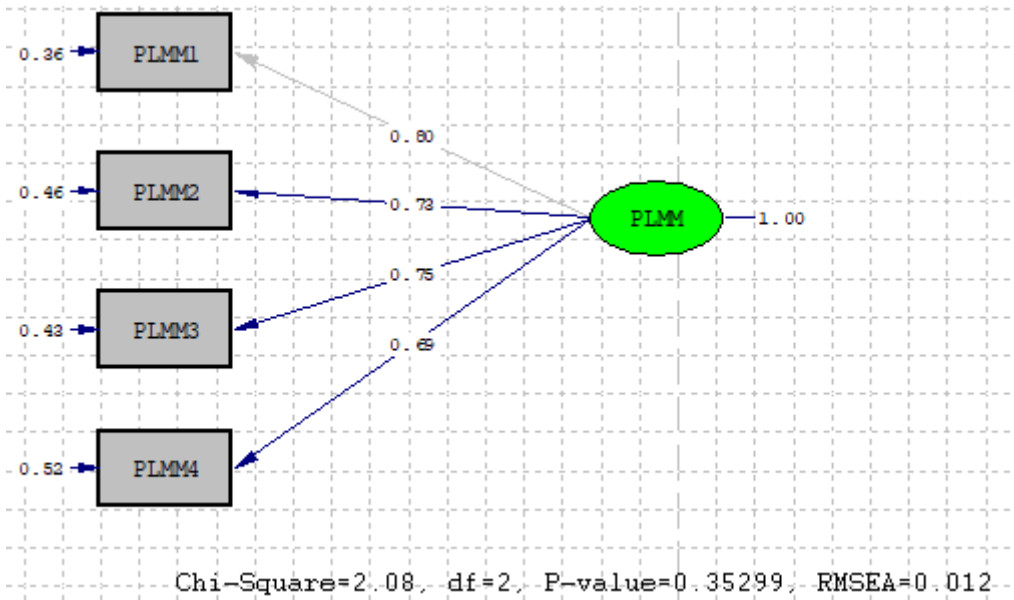 0.36
PLMM1
0.80
0.46
PLMM2
0.73
PLMM
1.00
0.75
0.43
PLMM3
0.69
0.52
PLMM4
Chi-Square=2.08, df=2, P-value=0.35299, RMSEA=0.012